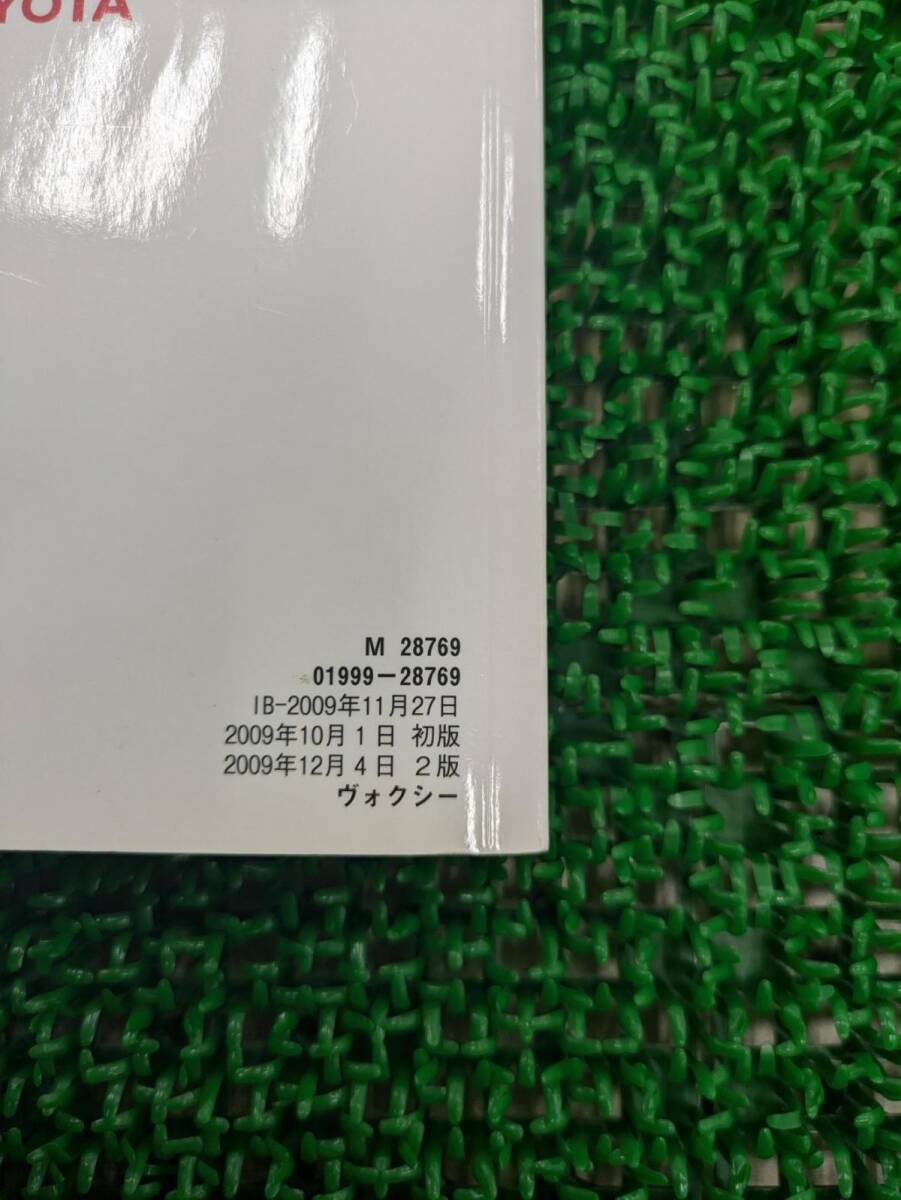 YOTA
M 28769
01999-28769
IB-2009年11月27日
2009年10月1日 初版
2009年12月4日 2版
ヴォクシー